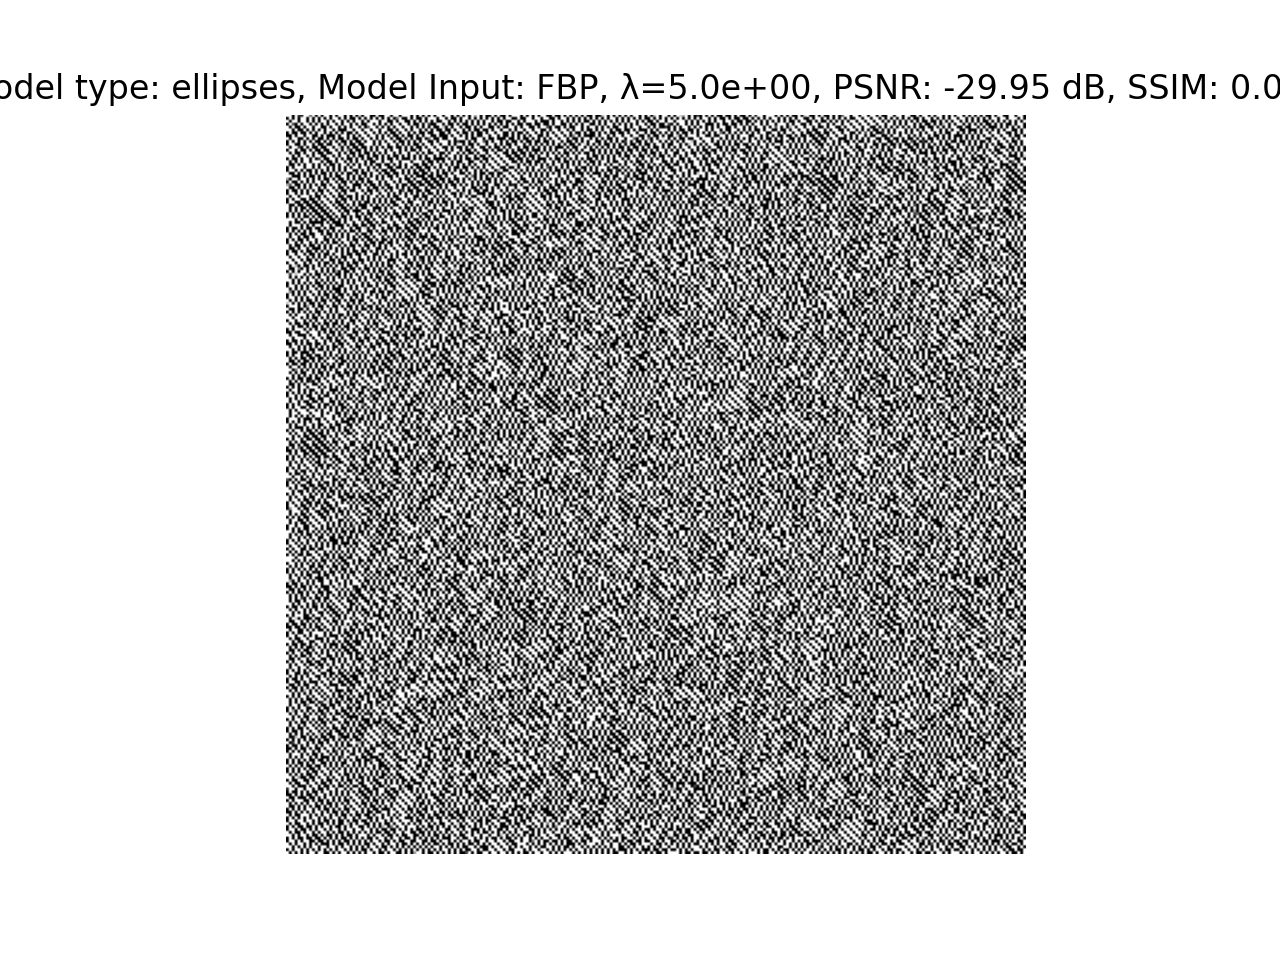 odel type: ellipses, Model Input: FBP, λ=5.0e+00, PSNR: -29.95 dB, SSIM: 0.0